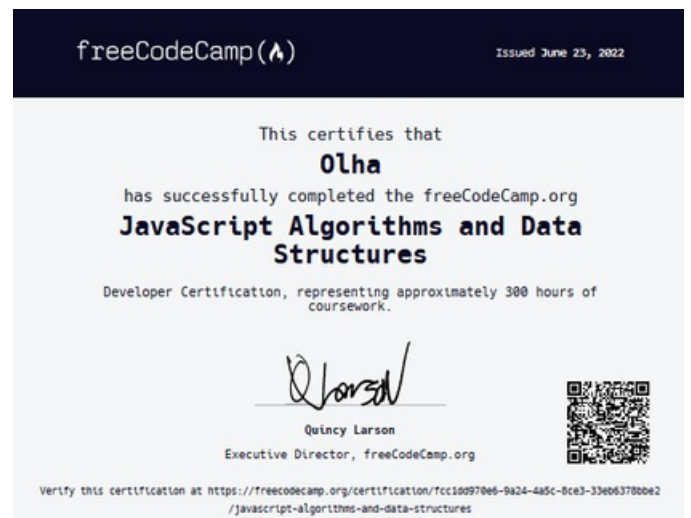 freeCodeCamp(🔥)
Issued June 23, 2022
This certifies that
Olha
has successfully completed the freeCodeCamp.org
JavaScript Algorithms and Data
Structures
Developer Certification, representing approximately 300 hours of
coursework.
Q Larson
Quincy Larson
Executive Director, freeCodeCamp.org
Verify this certification at https://freecodecamp.org/certification/fcc1dd970e6-9a24-4a5c-8ce3-33eb6378bbe2
/javascript-algorithms-and-data-structures